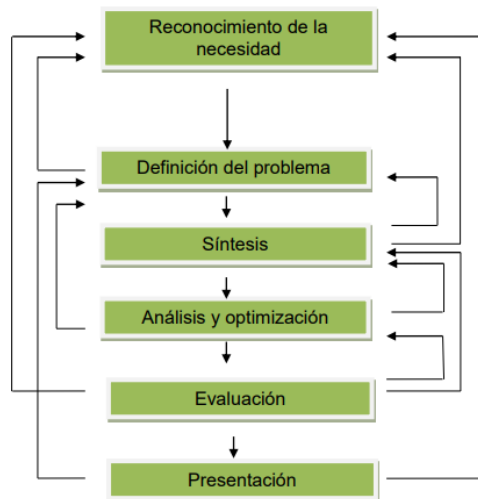 Reconocimiento de la
necesidad
Definición del problema
Síntesis
Análisis y optimización
Evaluación
Presentación